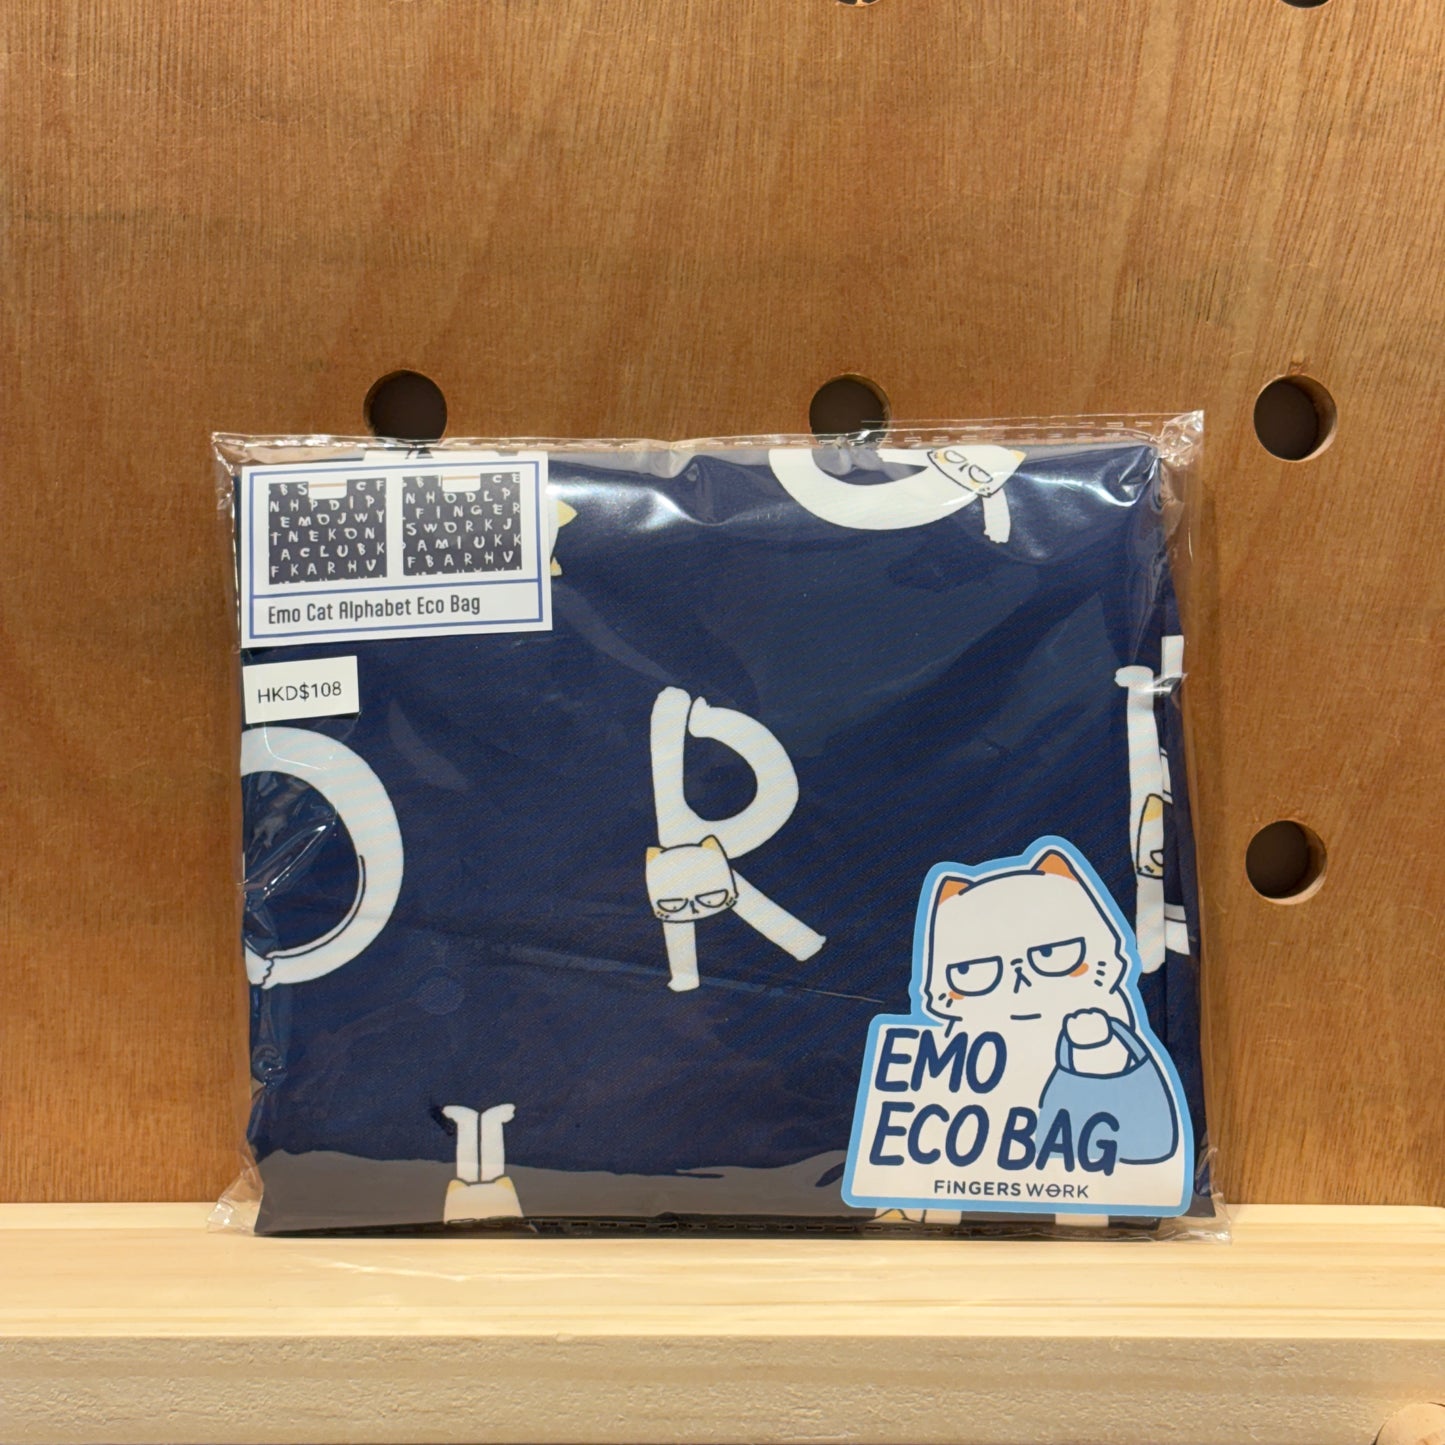 B S C F
N H P D I P
E M O J W Y
T N E K O N
A C L U B K
F K A R H V
B I C E
N H O D L P
F I N G E R
S W O R K J
A M I U K K
F B A R H V
Emo Cat Alphabet Eco Bag
HKD$108
R
EMO
ECO BAG
FiNGERS WORK